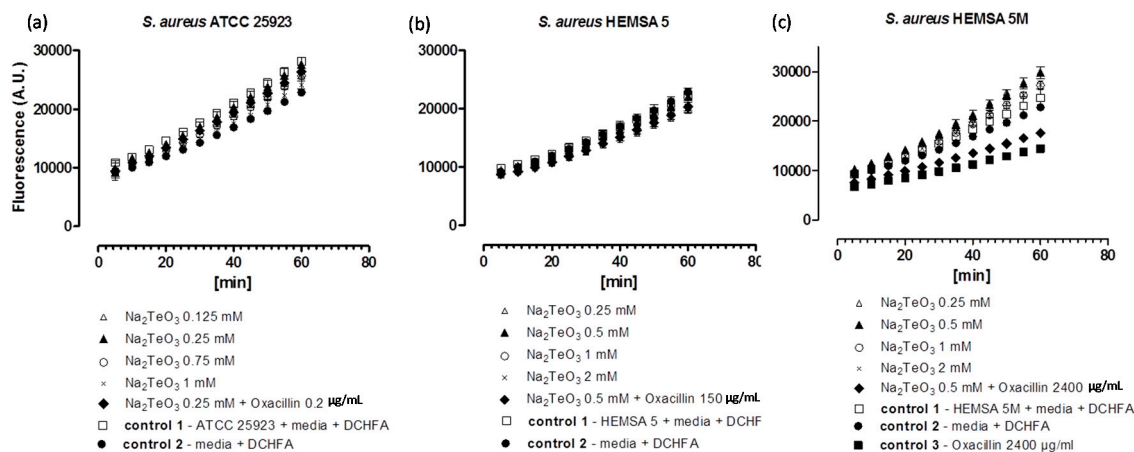 (a)
S. aureus ATCC 25923
Fluorescence (A.U.)
30000
20000
10000
0
0 20 40 60 80
[min]
Na2TeO3 0.125 mM
Na2TeO3 0.25 mM
Na2TeO3 0.75 mM
Na2TeO3 1 mM
Na2TeO3 0.25 mM + Oxacillin 0.2 µg/mL
control 1 - ATCC 25923 + media + DCHFA
control 2 - media + DCHFA
(b)
S. aureus HEMSA 5
30000
20000
10000
0
0 20 40 60 80
[min]
Na2TeO3 0.25 mM
Na2TeO3 0.5 mM
Na2TeO3 1 mM
Na2TeO3 2 mM
Na2TeO3 0.5 mM + Oxacillin 150 µg/mL
control 1 - HEMSA 5 + media + DCHF
control 2 - media + DCHFA
(c)
S. aureus HEMSA 5M
30000
20000
10000
0
0 20 40 60 80
[min]
Na2TeO3 0.25 mM
Na2TeO3 0.5 mM
Na2TeO3 1 mM
Na2TeO3 2 mM
Na2TeO3 0.5 mM + Oxacillin 2400 µg/mL
control 1 - HEMSA 5M + media + DCHFA
control 2 - media + DCHFA
control 3 - Oxacillin 2400 µg/ml